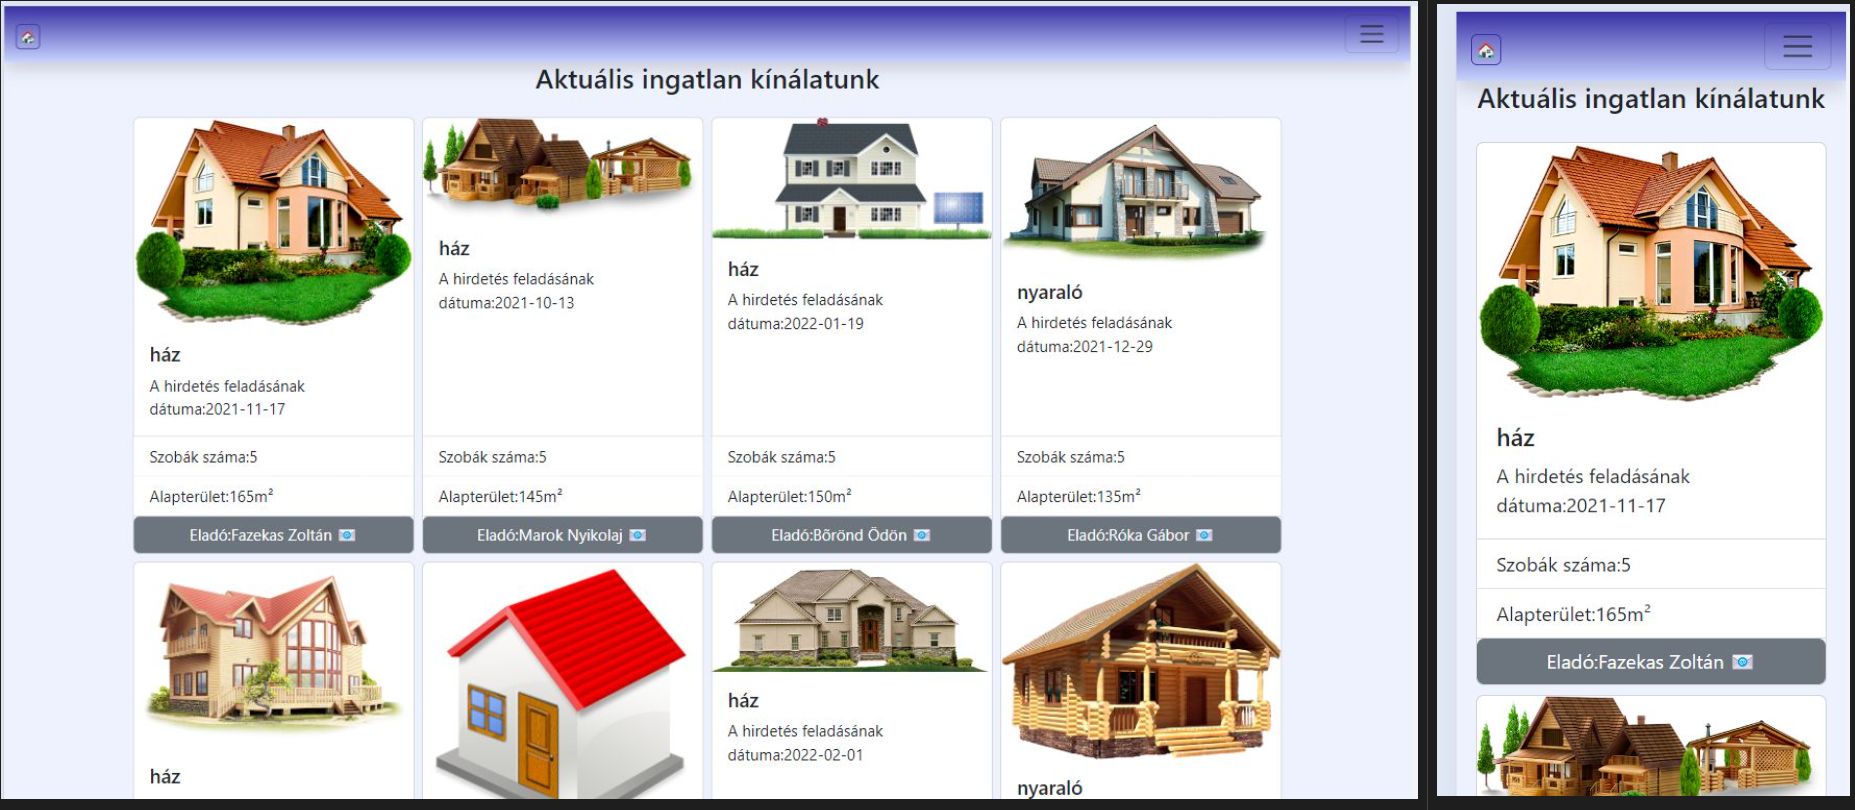 Aktuális ingatlan kínálatunk
ház
A hirdetés feladásának
dátuma:2021-11-17
Szobák száma:5
Alapterület:165m²
Eladó:Fazekas Zoltán
ház
A hirdetés feladásának
dátuma:2021-10-13
Szobák száma:5
Alapterület:145m²
Eladó:Marok Nyikolaj
ház
A hirdetés feladásának
dátuma:2022-01-19
Szobák száma:5
Alapterület:150m²
Eladó:Bõrönd Ödön
nyaraló
A hirdetés feladásának
dátuma:2021-12-29
Szobák száma:5
Alapterület:135m²
Eladó:Róka Gábor
ház
ház
A hirdetés feladásának
dátuma:2022-02-01
nyaraló
Aktuális ingatlan kínálatunk
ház
A hirdetés feladásának
dátuma:2021-11-17
Szobák száma:5
Alapterület:165m²
Eladó:Fazekas Zoltán